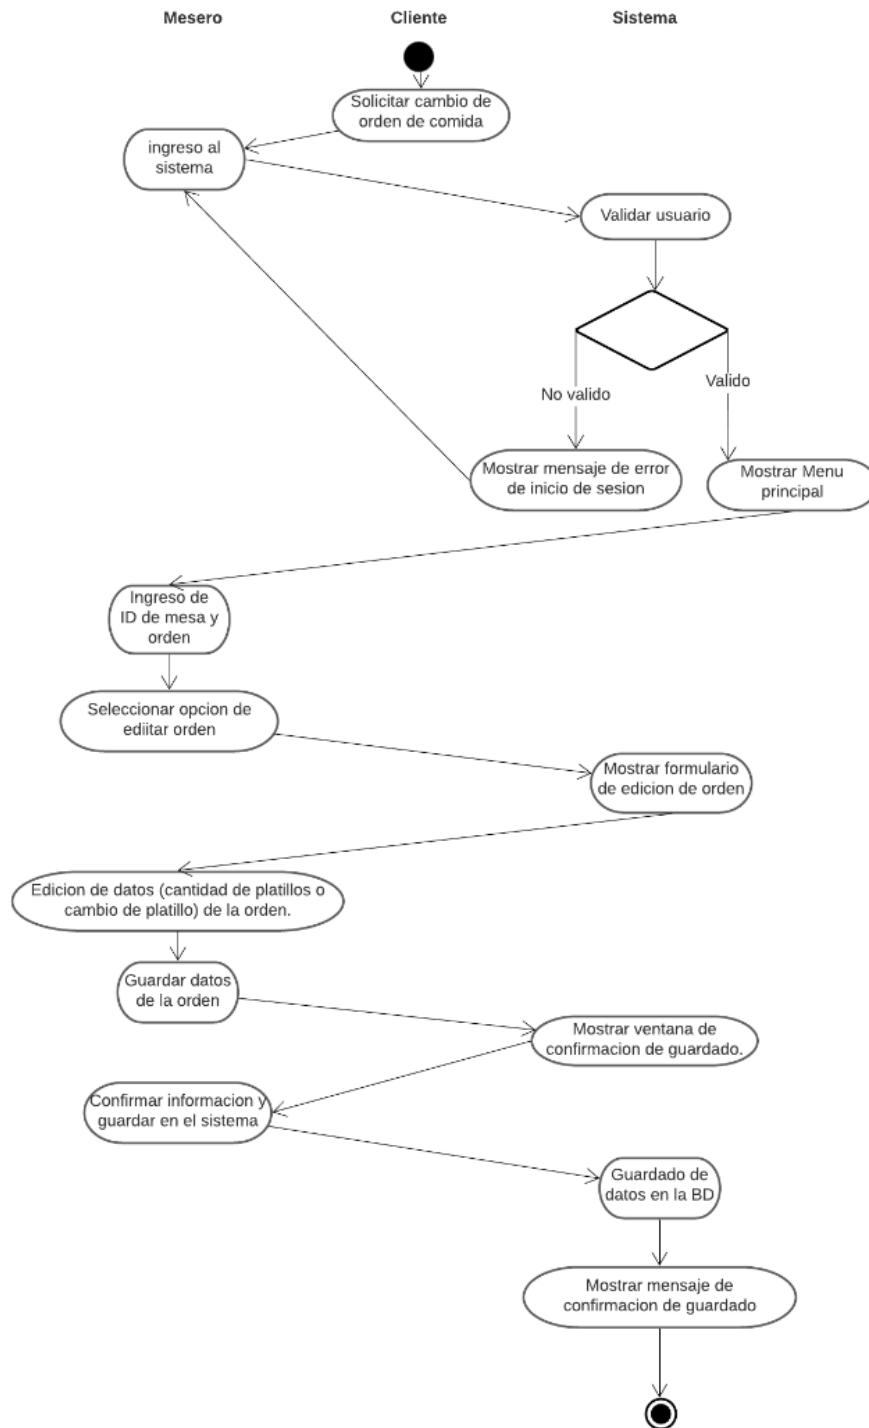 Mesero
Cliente
Sistema
Solicitar cambio de
orden de comida
ingreso al
sistema
Validar usuario
No valido
Valido
Mostrar mensaje de error
de inicio de sesion
Mostrar Menu
principal
Ingreso de
ID de mesa y
orden
Seleccionar opcion de
ediitar orden
Mostrar formulario
de edicion de orden
Edicion de datos (cantidad de platillos o
cambio de platillo) de la orden.
Guardar datos
de la orden
Mostrar ventana de
confirmacion de guardado.
Confirmar informacion y
guardar en el sistema
Guardado de
datos en la BD
Mostrar mensaje de
confirmacion de guardado